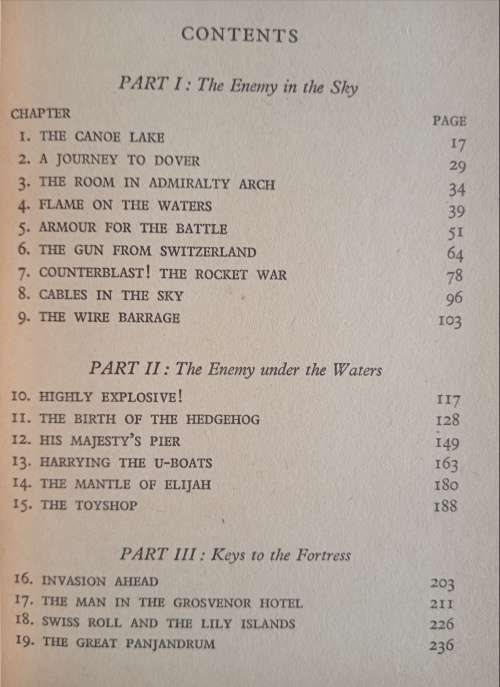 CONTENTS
PART I : The Enemy in the Sky
CHAPTER PAGE
1. THE CANOE LAKE 17
2. A JOURNEY TO DOVER 29
3. THE ROOM IN ADMIRALTY ARCH 34
4. FLAME ON THE WATERS 39
5. ARMOUR FOR THE BATTLE 51
6. THE GUN FROM SWITZERLAND 64
7. COUNTERBLAST! THE ROCKET WAR 78
8. CABLES IN THE SKY 96
9. THE WIRE BARRAGE 103
PART II : The Enemy under the Waters
10. HIGHLY EXPLOSIVE! 117
11. THE BIRTH OF THE HEDGEHOG 128
12. HIS MAJESTY'S PIER 149
13. HARRYING THE U-BOATS 163
14. THE MANTLE OF ELIJAH 180
15. THE TOYSHOP 188
PART III : Keys to the Fortress
16. INVASION AHEAD 203
17. THE MAN IN THE GROSVENOR HOTEL 211
18. SWISS ROLL AND THE LILY ISLANDS 226
19. THE GREAT PANJANDRUM 236